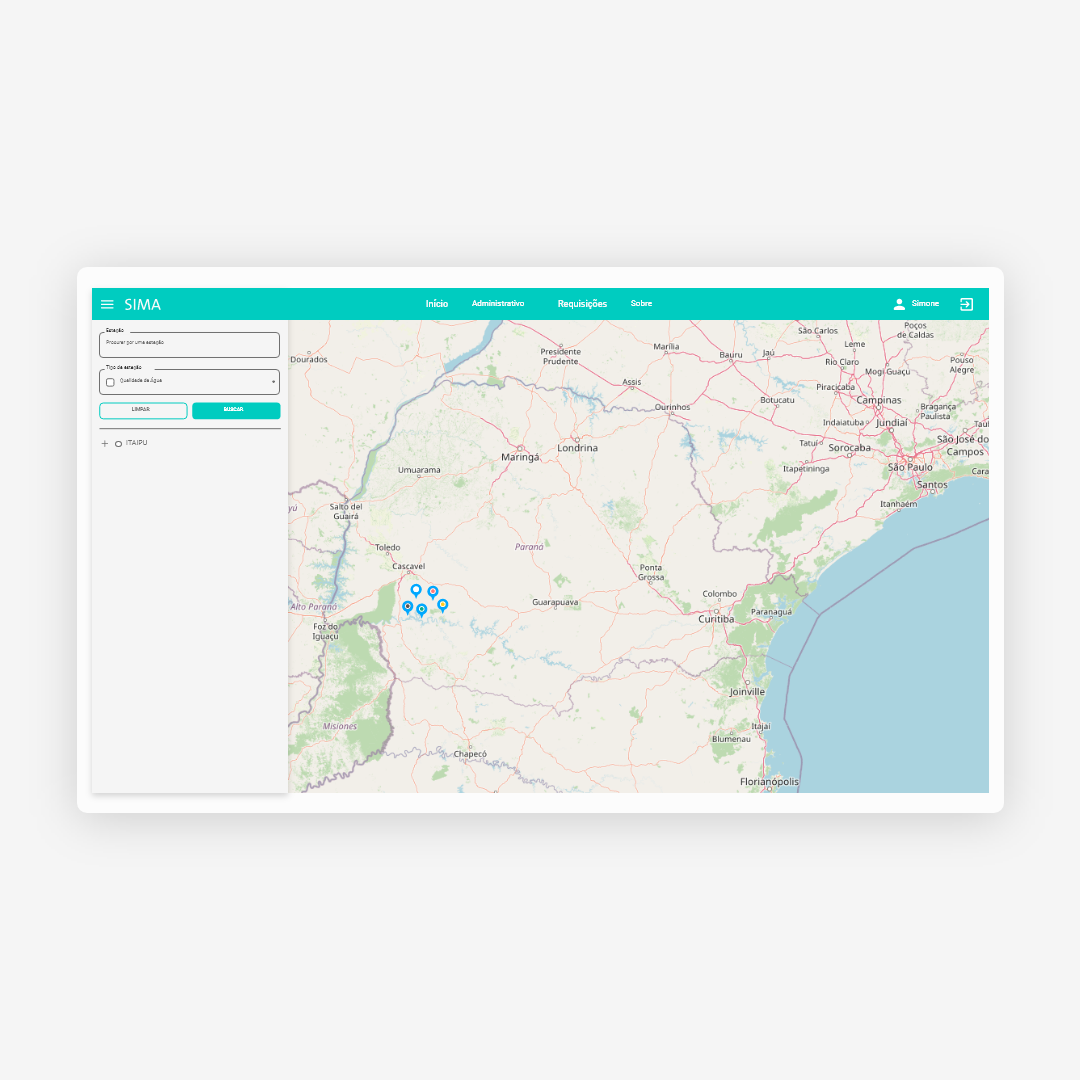 SIMA
Início
Administrativo
Requisições
Sobre
Simone
Estação
Procurar por uma estação
Tipo de estação
Qualidade da Água
LIMPAR
BUSCAR
ITAIPU
Dourados
Presidente
Prudente
Marília
Bauru
Jaú
São Carlos
Poços
de Caldas
Leme
Rio Claro
Mogi Guaçu
Pouso
Alegre
Assis
Piracicaba
Botucatu
Campinas
Ourinhos
Bragança
Paulista
Indaiatuba
Jundiaí
Tatuí
Sorocaba
São José do
Campos
Londrina
Maringá
Umuarama
Itapetininga
São Paulo
Santos
Itanhaém
Salto del
Guairá
Toledo
Paraná
Cascavel
Ponta
Grossa
Colombo
Alto Paraná
Guarapuava
Paranaguá
Curitiba
Foz do
Iguaçu
Joinville
Misiones
Itajaí
Blumenau
Chapecó
Florianópolis